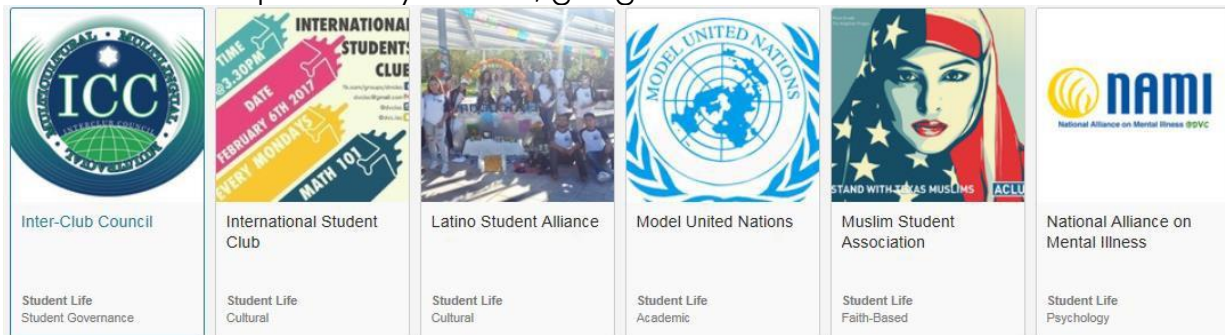 ICC
INTERCLUB COUNCIL
Inter-Club Council
Student Life
Student Governance
INTERNATIONAL
STUDENTS
CLUB
TIME
@3.30PM
DATE
FEBRUARY 6TH 2017
EVERY MONDAYS
MATH 101
International Student
Club
Student Life
Cultural
Latino Student Alliance
Student Life
Cultural
MODEL UNITED NATIONS
Model United Nations
Student Life
Academic
STAND WITH TEXAS MUSLIMS
ACLU
Muslim Student
Association
Student Life
Faith-Based
NAMI
National Alliance on Mental Illness @DVC
National Alliance on
Mental Illness
Student Life
Psychology